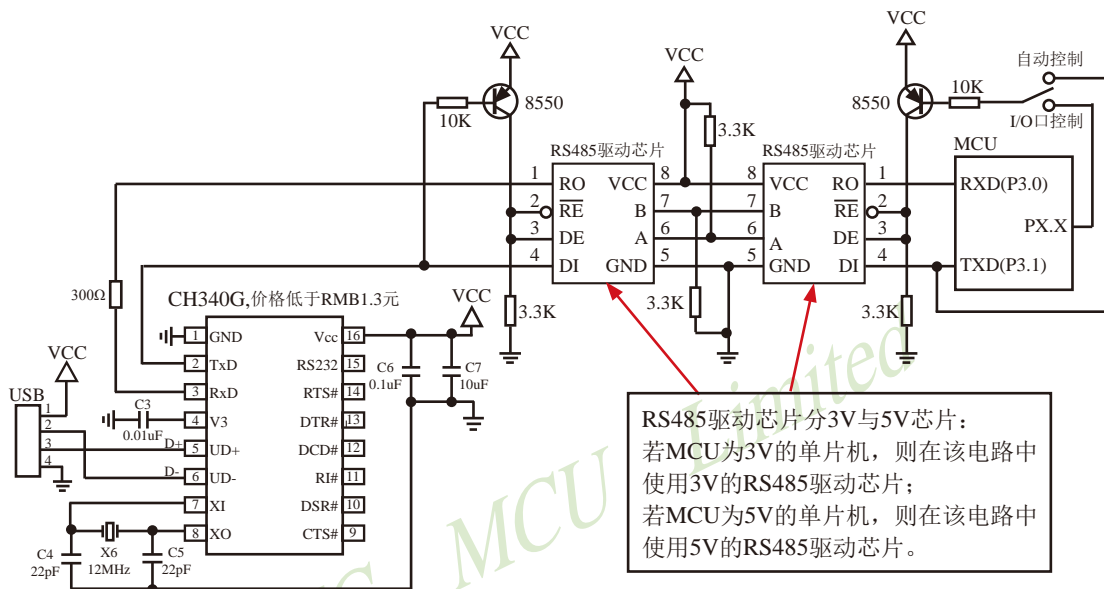 VCC
VCC
VCC
自动控制
8550
8550
10K
10K
I/O口控制
3.3K
MCU
RS485驱动芯片
RS485驱动芯片
1 RO VCC 8
8 VCC RO 1
RXD(P3.0)
2 RE B 7
7 B RE 2
PX.X
3 DE A 6
6 A DE 3
4 DI GND 5
5 GND DI 4
TXD(P3.1)
300Ω
CH340G,价格低于RMB1.3元
VCC
3.3K
3.3K
3.3K
1 GND Vcc 16
2 TxD RS232 15
3 RxD RTS# 14
4 V3 DTR# 13
5 UD+ DCD# 12
6 UD- RI# 11
7 XI DSR# 10
8 XO CTS# 9
C6
0.1uF
C7
10uF
VCC
USB
1
2
3
4
C3
0.01uF
D+
D-
C4
22pF
X6
12MHz
C5
22pF
RS485驱动芯片分3V与5V芯片：
若MCU为3V的单片机，则在该电路中
使用3V的RS485驱动芯片；
若MCU为5V的单片机，则在该电路中
使用5V的RS485驱动芯片。
MCU Limited